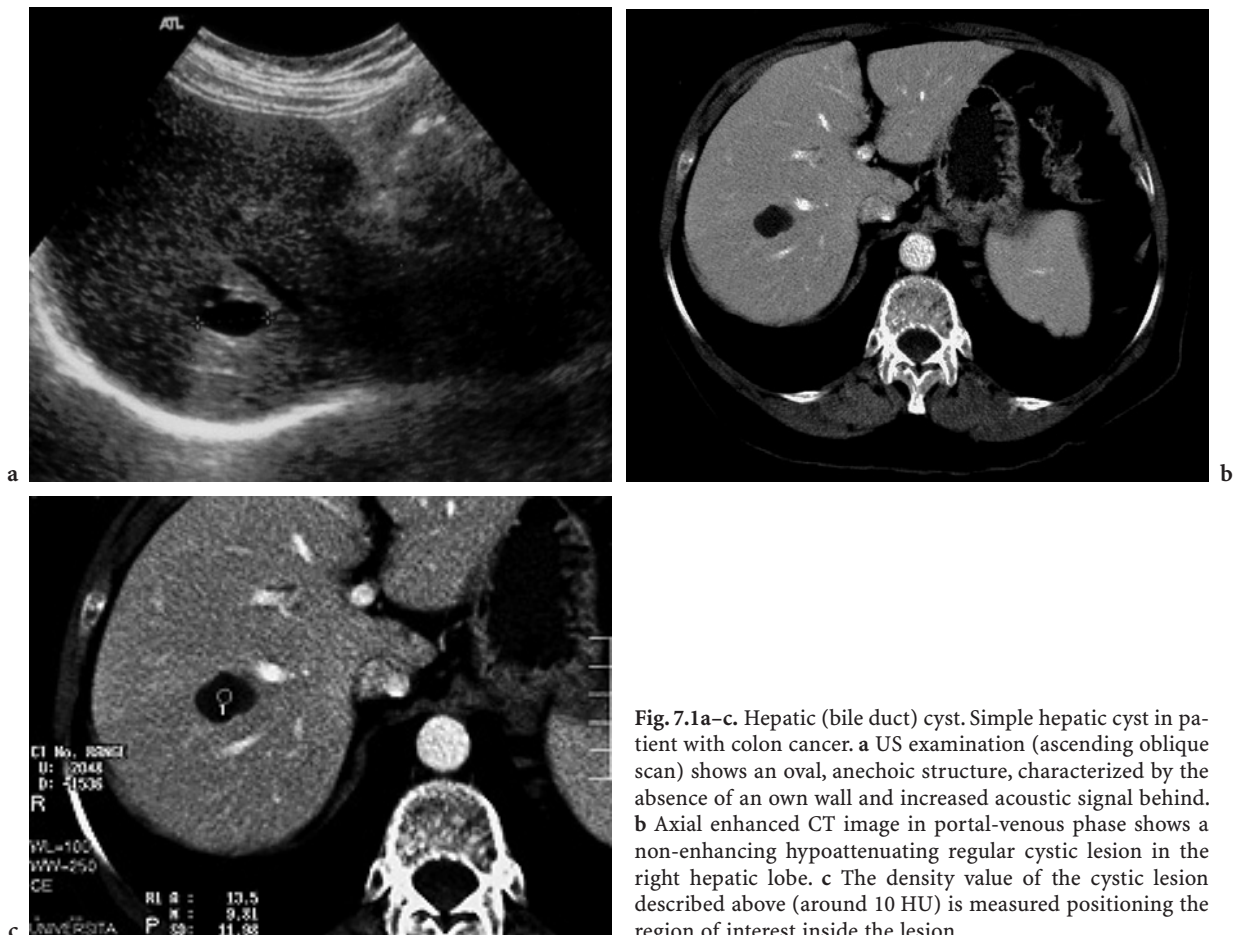 ATL
a
b
CT No. RANGE
U: 2048
D: -1536
R
WL=100
WW=250
CE
UNIVERSITA
P
R1 A : 13.5
M : 9.81
SD: 11.98
1
c
Fig. 7.1a–c. Hepatic (bile duct) cyst. Simple hepatic cyst in pa-
tient with colon cancer. a US examination (ascending oblique
scan) shows an oval, anechoic structure, characterized by the
absence of an own wall and increased acoustic signal behind.
b Axial enhanced CT image in portal-venous phase shows a
non-enhancing hypoattenuating regular cystic lesion in the
right hepatic lobe. c The density value of the cystic lesion
described above (around 10 HU) is measured positioning the
region of interest inside the lesion